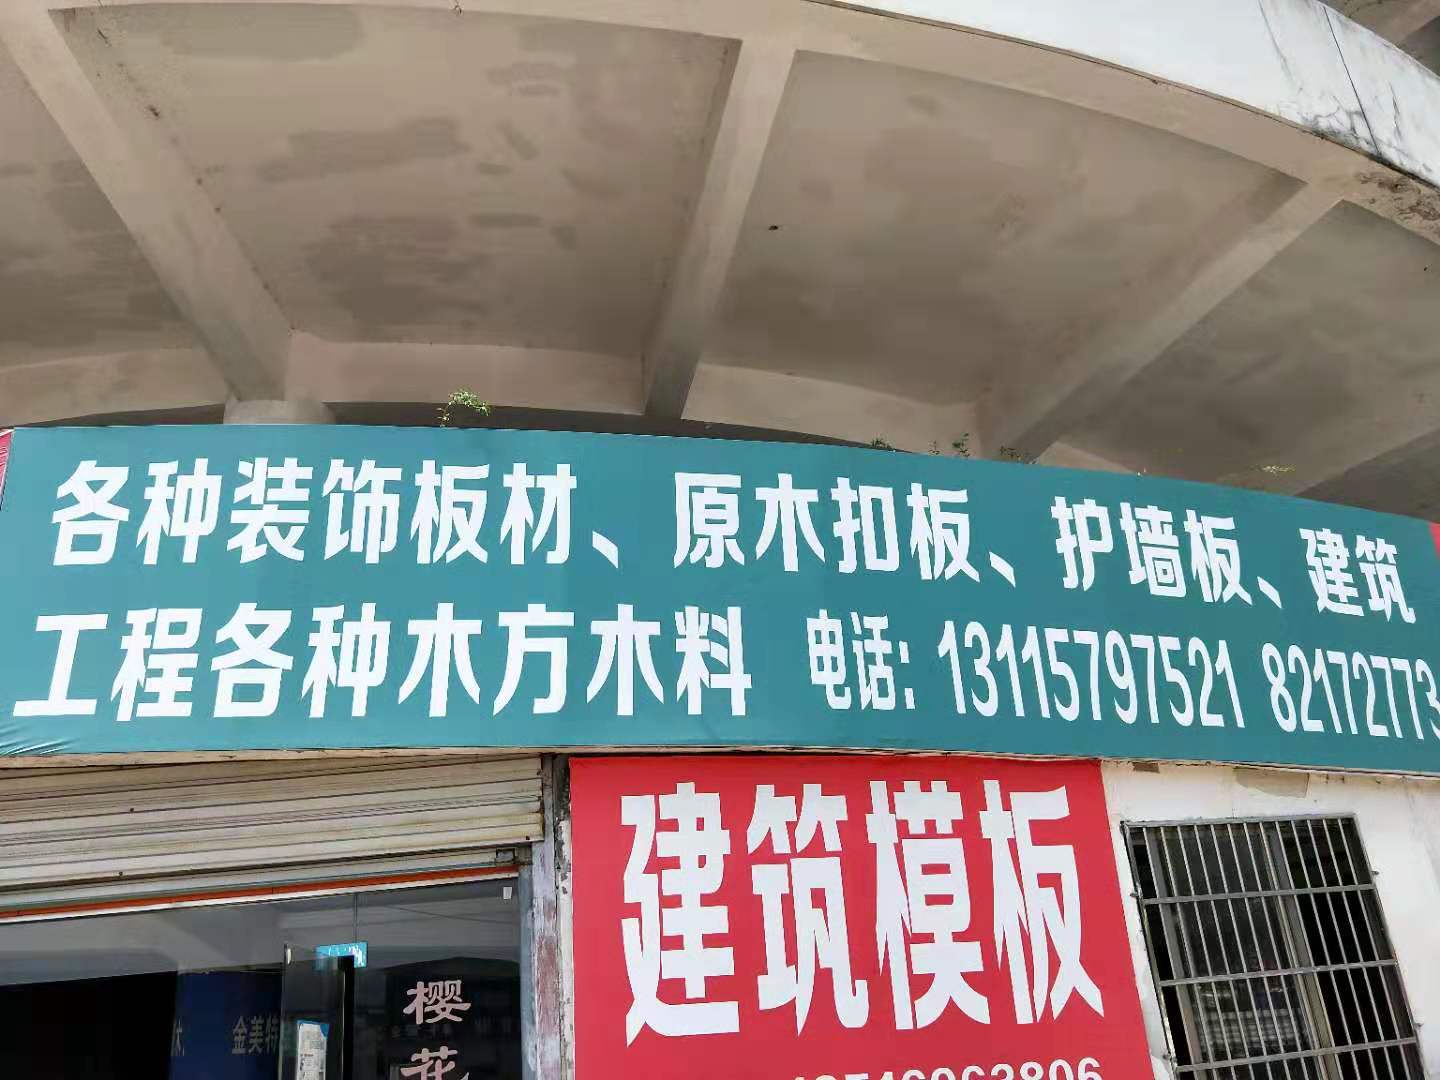 各种装饰板材、原木扣板、护墙板、建筑
工程各种木方木料 电话：13115797521 82172773
建筑模板
金美特
樱花